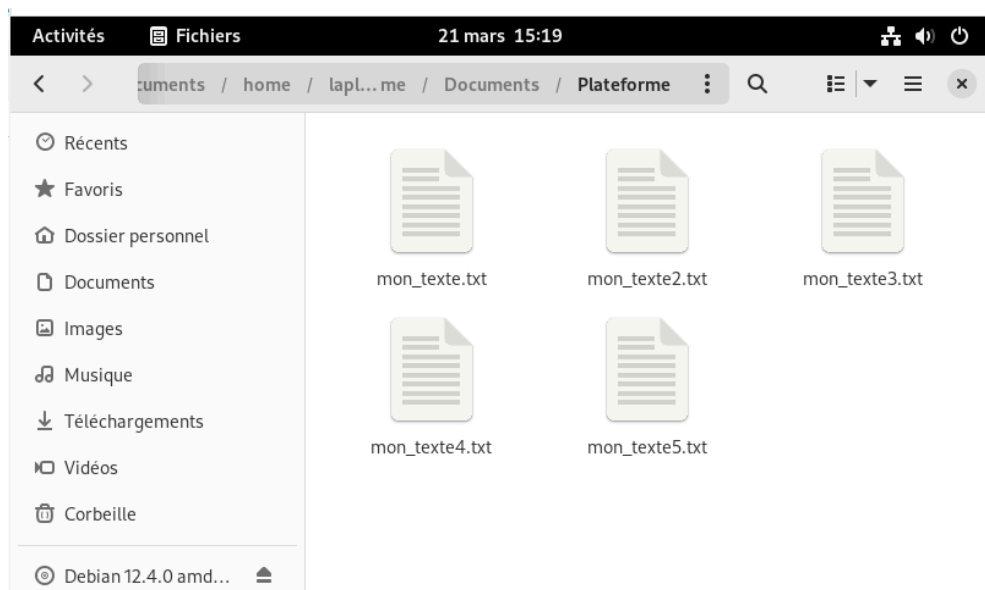 Activités Fichiers 21 mars 15:19
cuments / home / lapl...me / Documents / Plateforme
Récents
Favoris
Dossier personnel
Documents
Images
Musique
Téléchargements
Vidéos
Corbeille
Debian 12.4.0 amd...
mon_texte.txt mon_texte2.txt mon_texte3.txt
mon_texte4.txt mon_texte5.txt